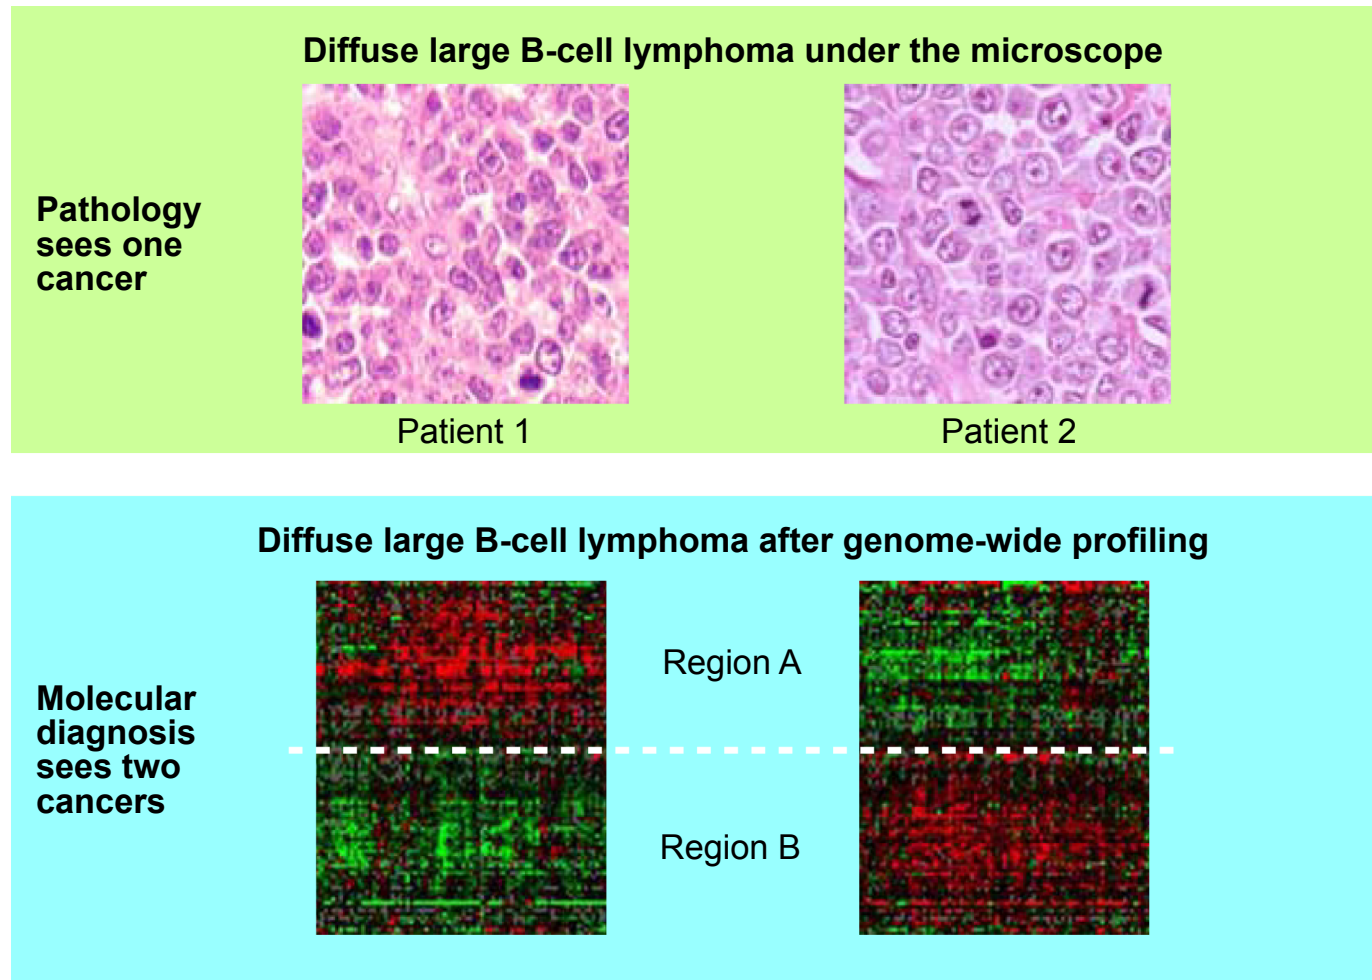 Diffuse large B-cell lymphoma under the microscope
Pathology
sees one
cancer
Patient 1
Patient 2
Diffuse large B-cell lymphoma after genome-wide profiling
Region A
Molecular
diagnosis
sees two
cancers
Region B